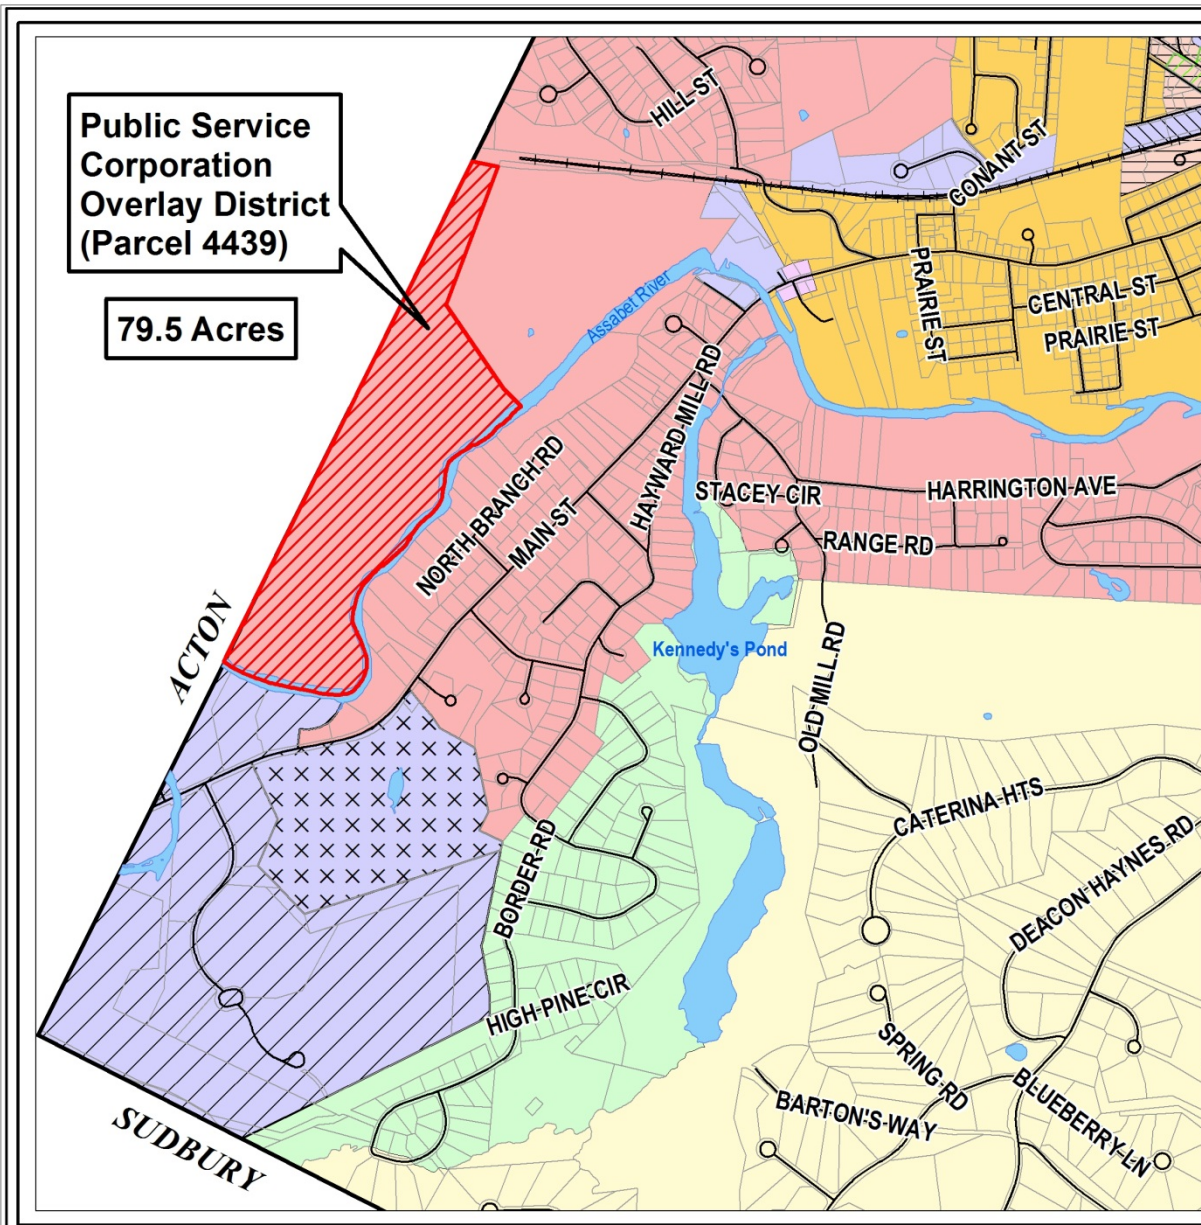 Public Service
Corporation
Overlay District
(Parcel 4439)
79.5 Acres
HILL ST
CONANT ST
PRAIRIE ST
CENTRAL ST
PRAIRIE ST
Assabet River
HAYWARD MILL RD
NORTH BRANCH RD
MAIN ST
STACEY CIR
HARRINGTON AVE
RANGE RD
ACTON
Kennedy's Pond
OLD MILL RD
CATERINA HTS
DEACON HAYNES RD
BORDER RD
HIGH PINE CIR
SPRING RD
BLUEBERRY LN
BARTON'S WAY
SUDBURY